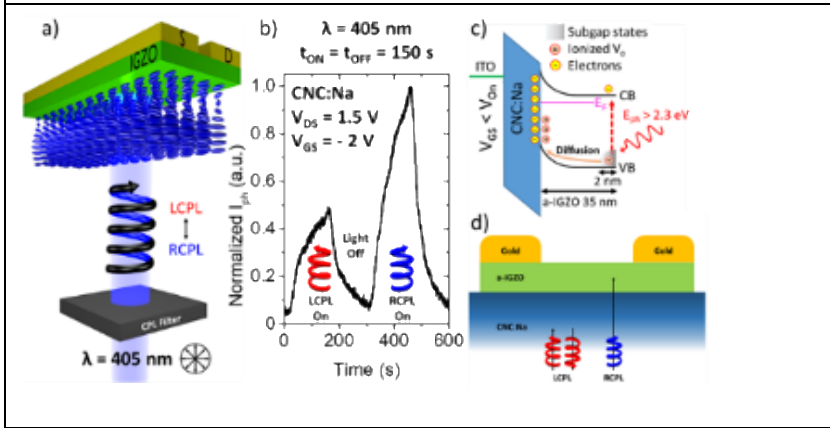 a)
S
D
IGZO
LCPL
RCPL
CPL Filter
λ = 405 nm
b)
λ = 405 nm
tON = tOFF = 150 s
Normalized Iph (a.u.)
1.0
0.8
0.6
0.4
0.2
0
CNC:Na
VDS = 1.5 V
VGS = - 2 V
Light
Off
LCPL
On
RCPL
On
0
200
400
600
Time (s)
c)
Subgap states
Ionized Vo
Electrons
ITO
VGS < VOn
CNC:Na
CB
EF
Eph > 2.3 eV
Diffusion
VB
2 nm
a-IGZO 35 nm
d)
Gold
Gold
a-IGZO
CNC:Na
LCPL
RCPL